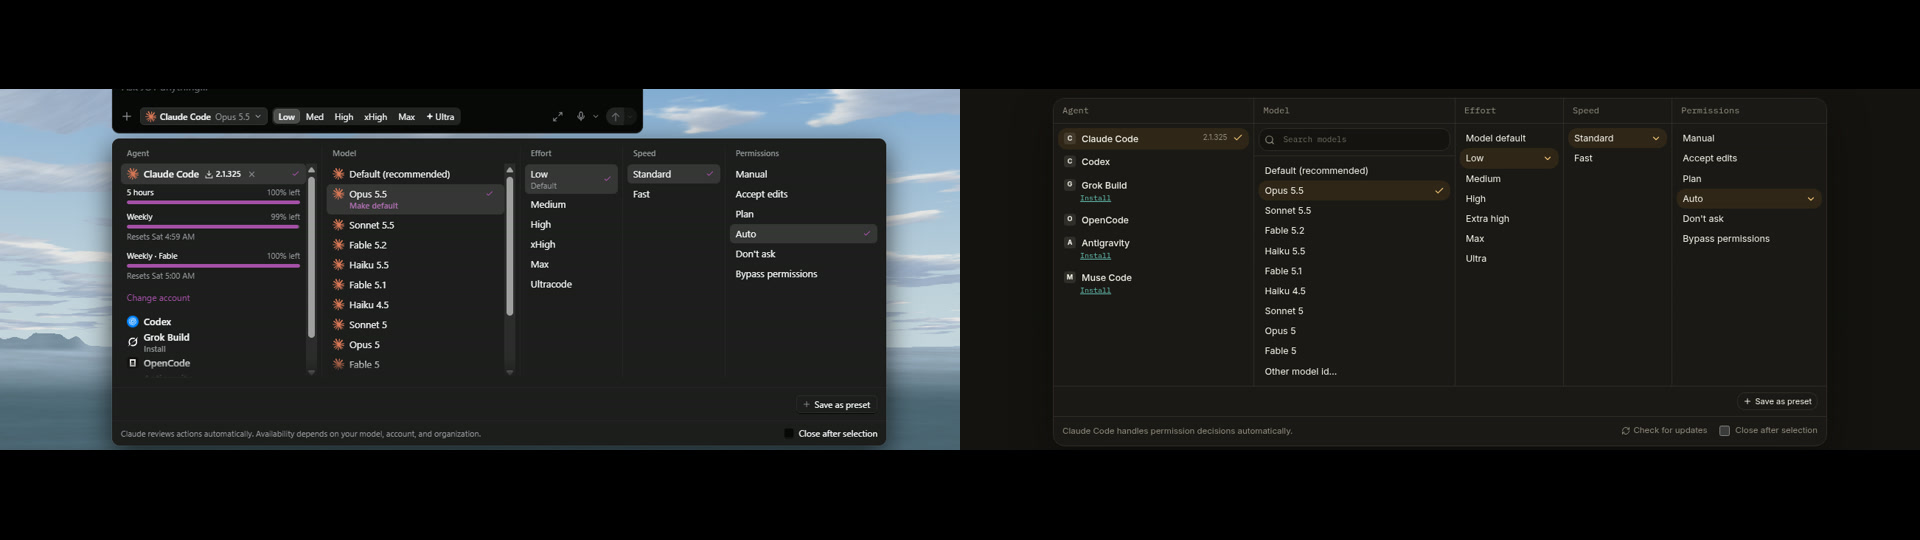 Claude Code Opus 5.5
Low Med High xHigh Max Ultra
Agent
Claude Code 2.1.325
5 hours 100% left
Weekly 99% left
Resets Sat 4:59 AM
Weekly · Fable 100% left
Resets Sat 5:00 AM
Change account
Codex
Grok Build
Install
OpenCode
Model
Default (recommended)
Opus 5.5
Make default
Sonnet 5.5
Fable 5.2
Haiku 5.5
Fable 5.1
Haiku 4.5
Sonnet 5
Opus 5
Fable 5
Effort
Low
Default
Medium
High
xHigh
Max
Ultracode
Speed
Standard
Fast
Permissions
Manual
Accept edits
Plan
Auto
Don't ask
Bypass permissions
+ Save as preset
Claude reviews actions automatically. Availability depends on your model, account, and organization.
Close after selection
Agent
C Claude Code 2.1.325
C Codex
G Grok Build
Install
O OpenCode
A Antigravity
Install
M Muse Code
Install
Model
Search models
Default (recommended)
Opus 5.5
Sonnet 5.5
Fable 5.2
Haiku 5.5
Fable 5.1
Haiku 4.5
Sonnet 5
Opus 5
Fable 5
Other model id...
Effort
Model default
Low
Medium
High
Extra high
Max
Ultra
Speed
Standard
Fast
Permissions
Manual
Accept edits
Plan
Auto
Don't ask
Bypass permissions
+ Save as preset
Claude Code handles permission decisions automatically.
Check for updates
Close after selection